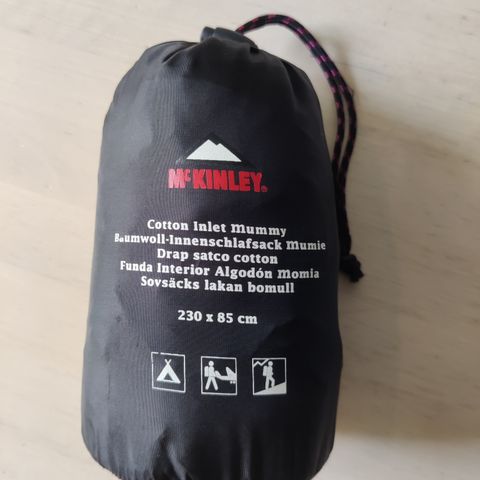 McKINLEY®
Cotton Inlet Mummy
Baumwoll-Innenschlafsack Mumie
Drap satco cotton
Funda Interior Algodón Momia
Sovsäcks lakan bomull
230 x 85 cm